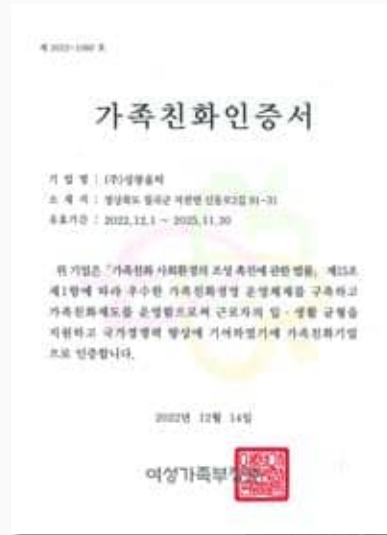 가족친화인증서
기 업 명 : (주)
소 재 지 : 경상북도 칠곡군 지천면
유효기간 : 2022.12.1 ~ 2025.11.30
위 기업은 「가족친화 사회환경의 조성 촉진에 관한 법률」 제15조
제1항에 따라 우수한 가족친화경영 운영체제를 구축하고
가족친화제도를 운영함으로써 근로자의 일·생활 균형을
지원하고 국가경쟁력 향상에 기여하였기에 가족친화기업
으로 인증합니다.
2022년 12월 14일
여성가족부장관